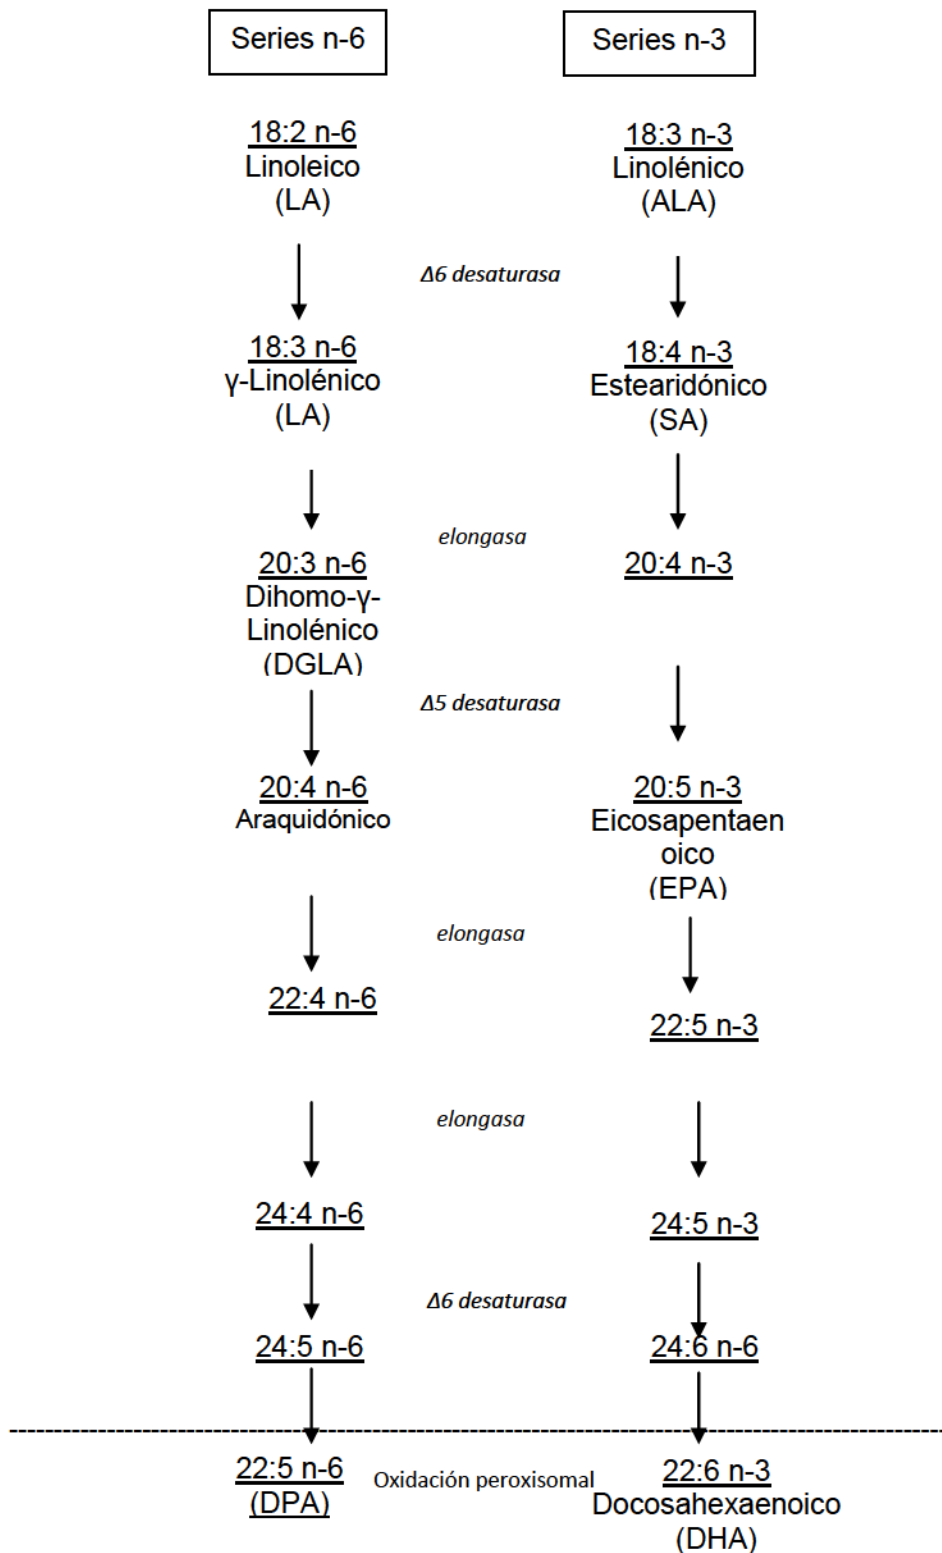 Series n-6
Series n-3
18:2 n-6
Linoleico
(LA)
18:3 n-3
Linolénico
(ALA)
Δ6 desaturasa
18:3 n-6
γ-Linolénico
(LA)
18:4 n-3
Estearidónico
(SA)
elongasa
20:3 n-6
Dihomo-γ-
Linolénico
(DGLA)
20:4 n-3
Δ5 desaturasa
20:4 n-6
Araquidónico
20:5 n-3
Eicosapentaen
oico
(EPA)
elongasa
22:4 n-6
22:5 n-3
elongasa
24:4 n-6
24:5 n-3
Δ6 desaturasa
24:5 n-6
24:6 n-6
22:5 n-6
(DPA)
Oxidación peroxisomal
22:6 n-3
Docosahexaenoico
(DHA)